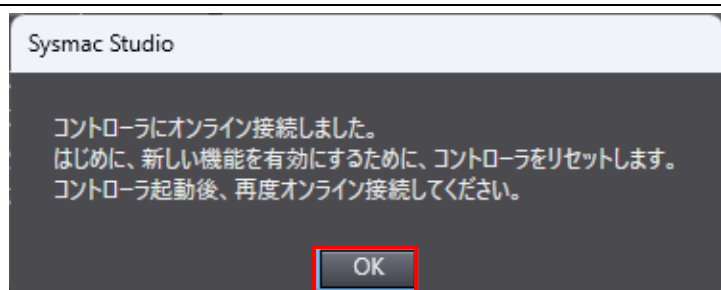 Sysmac Studio
コントローラにオンライン接続しました。
はじめに、新しい機能を有効にするために、コントローラをリセットします。
コントローラ起動後、再度オンライン接続してください。
OK